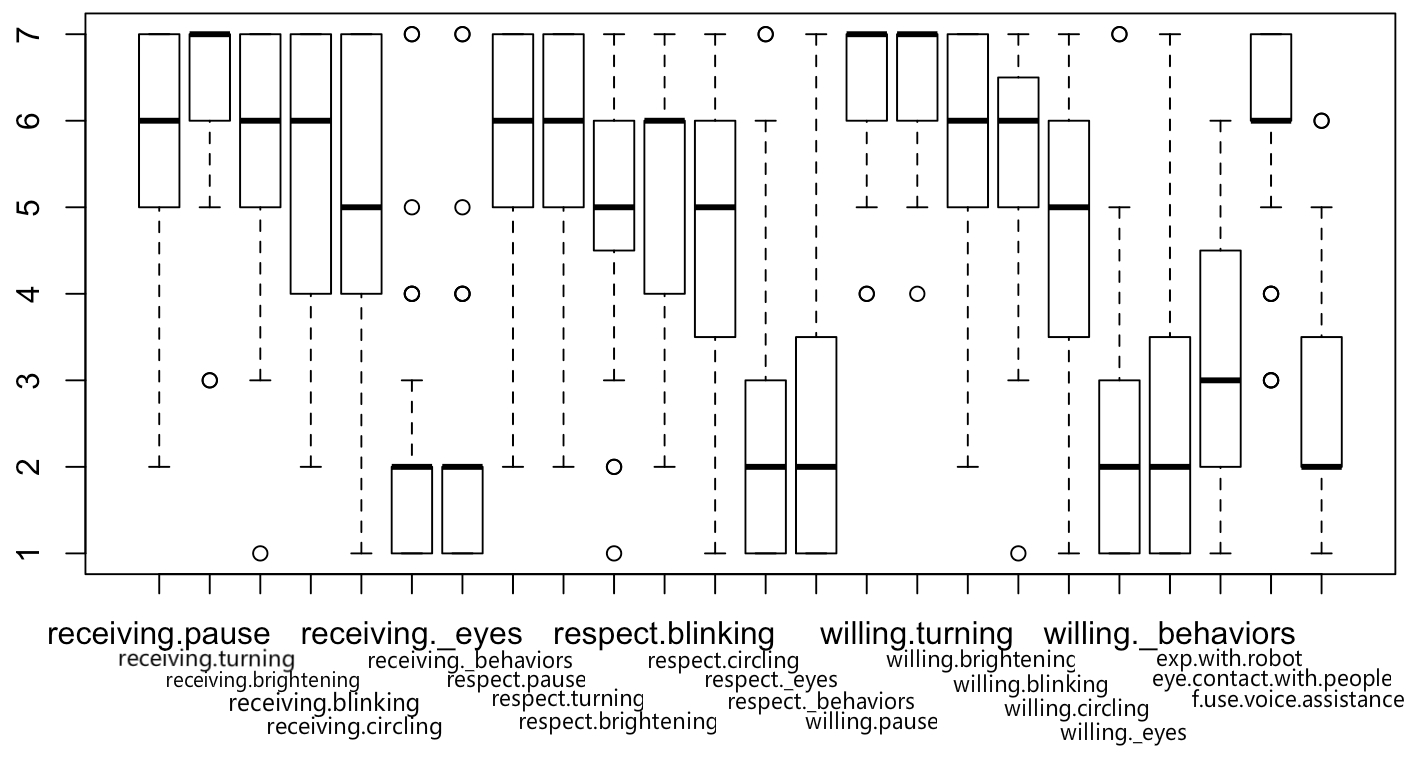 7
6
5
4
3
2
1
receiving.pause receiving._eyes respect.blinking willing.turning willing._behaviors
receiving.turning receiving._behaviors respect.circling willing.brightening exp.with.robot
receiving.brightening respect.pause respect._eyes willing.blinking eye.contact.with.people
receiving.blinking respect.turning respect._behaviors willing.circling f.use.voice.assistance
receiving.circling respect.brightening willing.pause willing._eyes